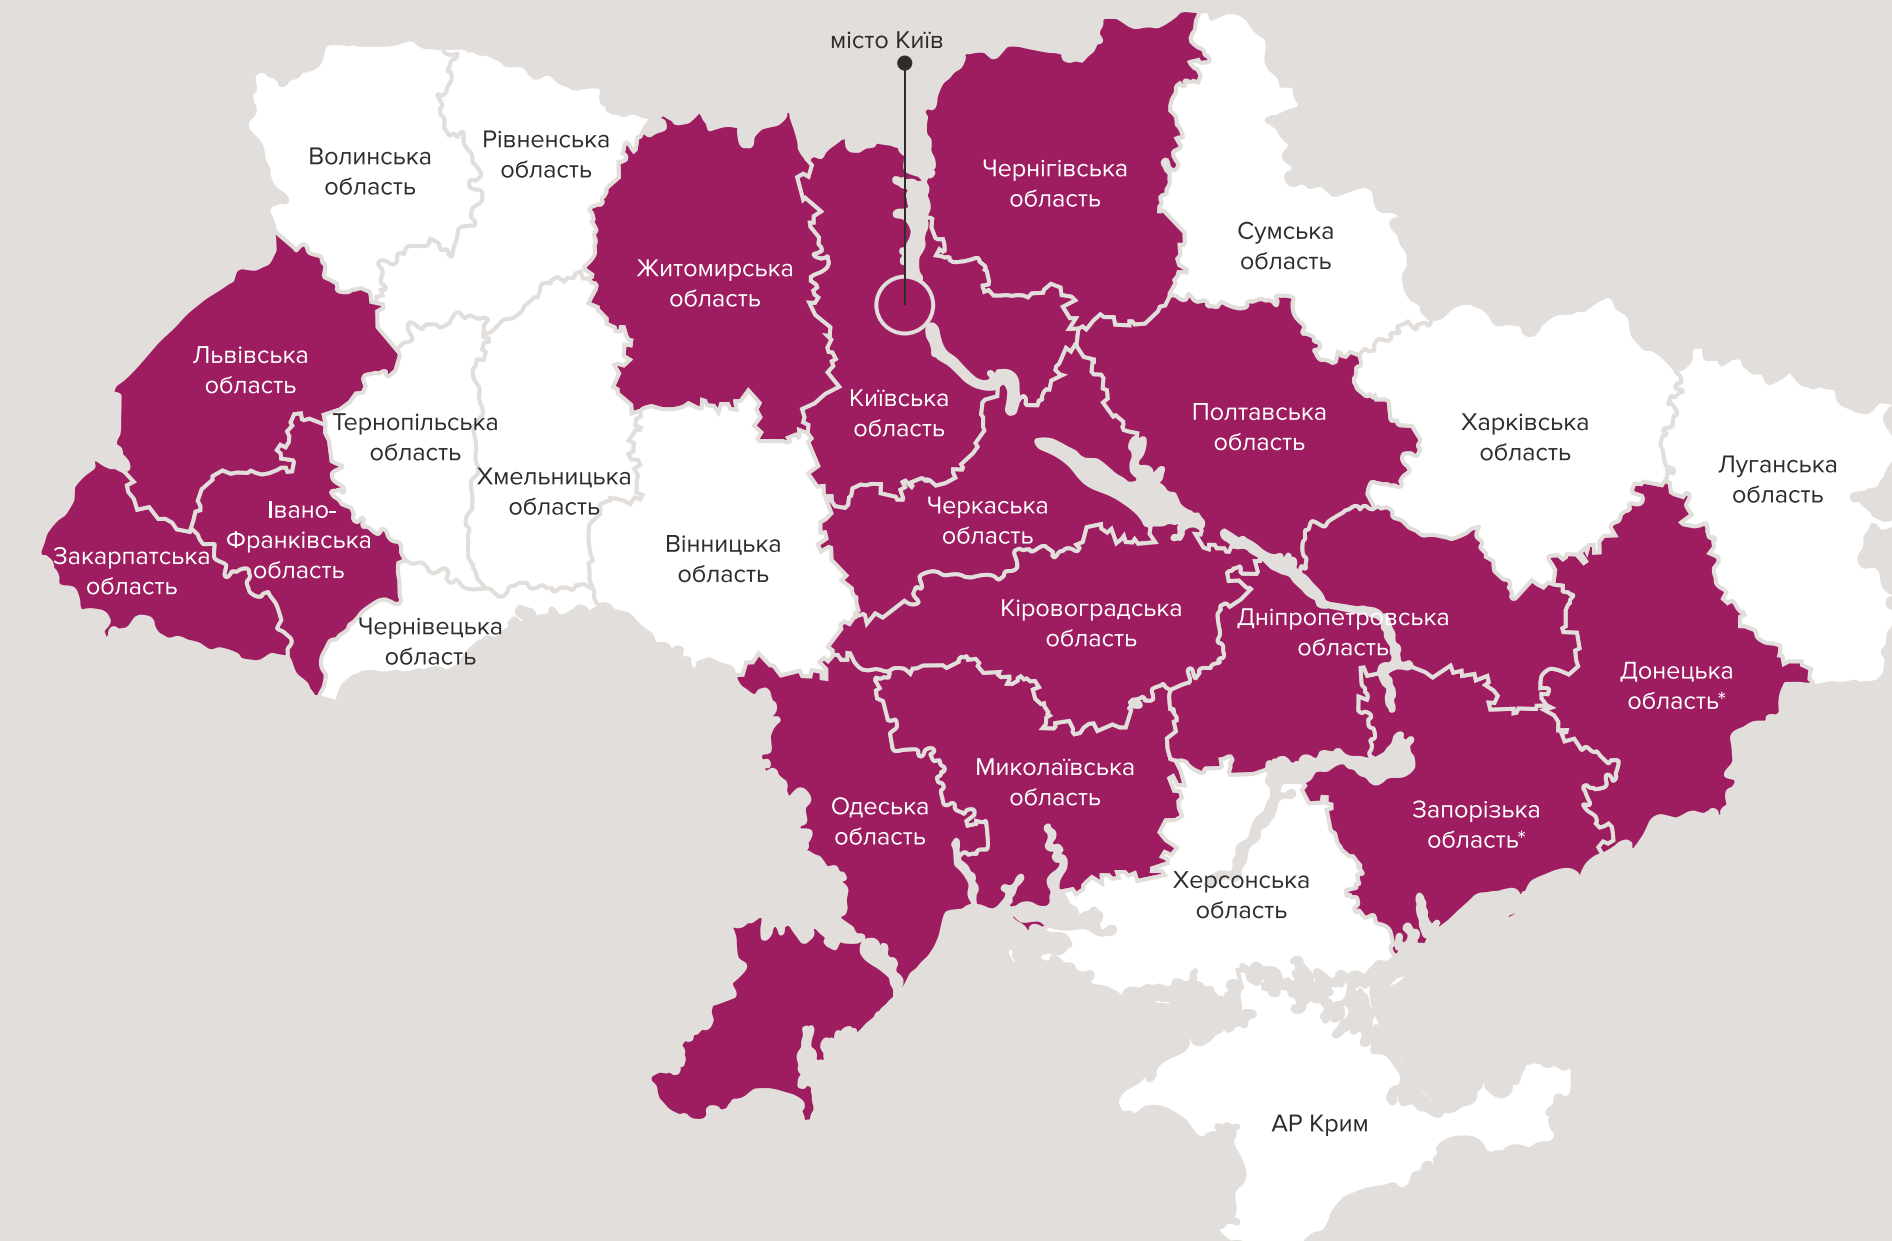 місто Київ
Волинська
область
Рівненська
область
Житомирська
область
Чернігівська
область
Сумська
область
Львівська
область
Тернопільська
область
Хмельницька
область
Київська
область
Полтавська
область
Харківська
область
Луганська
область
Закарпатська
область
Івано-
Франківська
область
Чернівецька
область
Вінницька
область
Черкаська
область
Кіровоградська
область
Дніпропетровська
область
Донецька
область*
Одеська
область
Миколаївська
область
Запорізька
область*
Херсонська
область
АР Крим